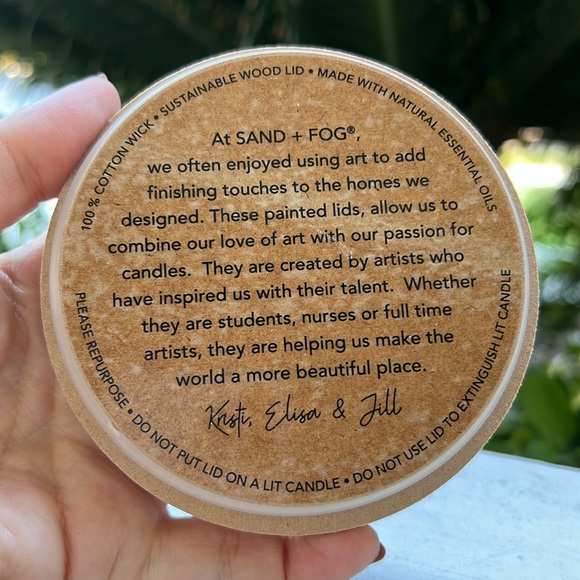 100% COTTON WICK • SUSTAINABLE WOOD LID • MADE WITH NATURAL ESSENTIAL OILS
At SAND + FOG®,
we often enjoyed using art to add
finishing touches to the homes we
designed. These painted lids, allow us to
combine our love of art with our passion for
candles. They are created by artists who
have inspired us with their talent. Whether
they are students, nurses or full time
artists, they are helping us make the
world a more beautiful place.
Kristi, Elisa & Jill
PLEASE REPURPOSE • DO NOT PUT LID ON A LIT CANDLE • DO NOT USE LID TO EXTINGUISH LIT CANDLE